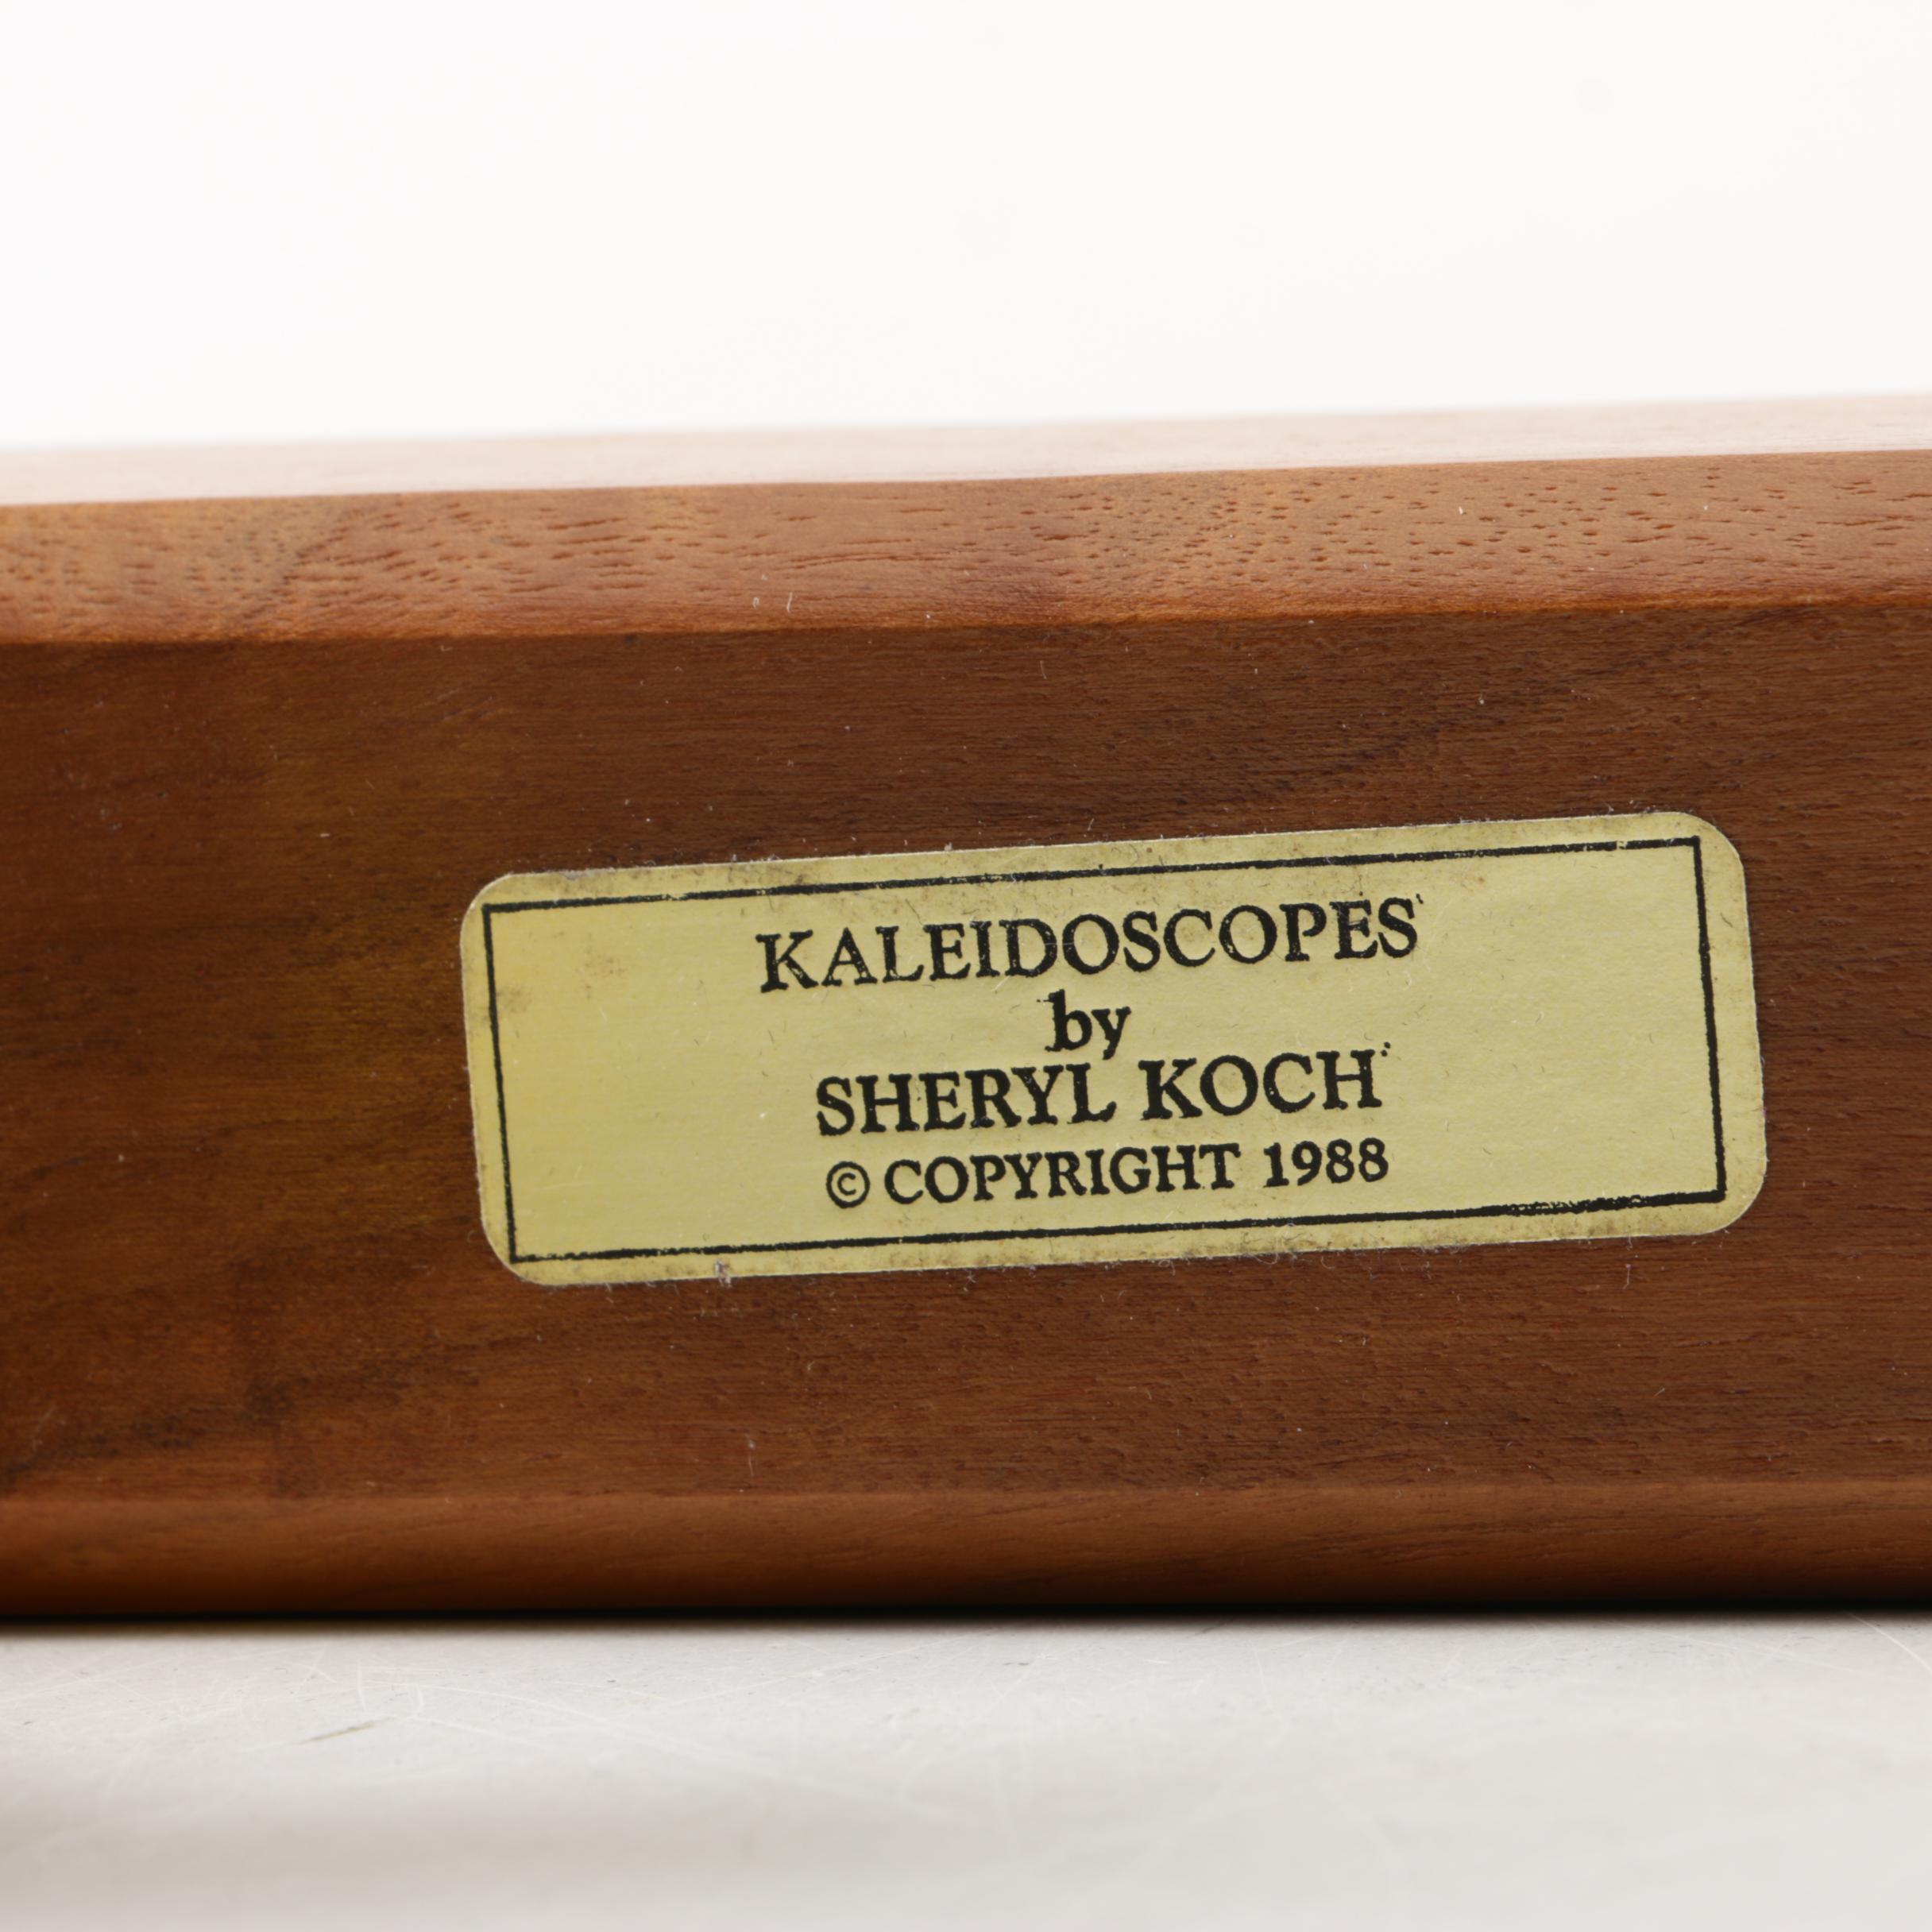 KALEIDOSCOPES
by
SHERYL KOCH
© COPYRIGHT 1988